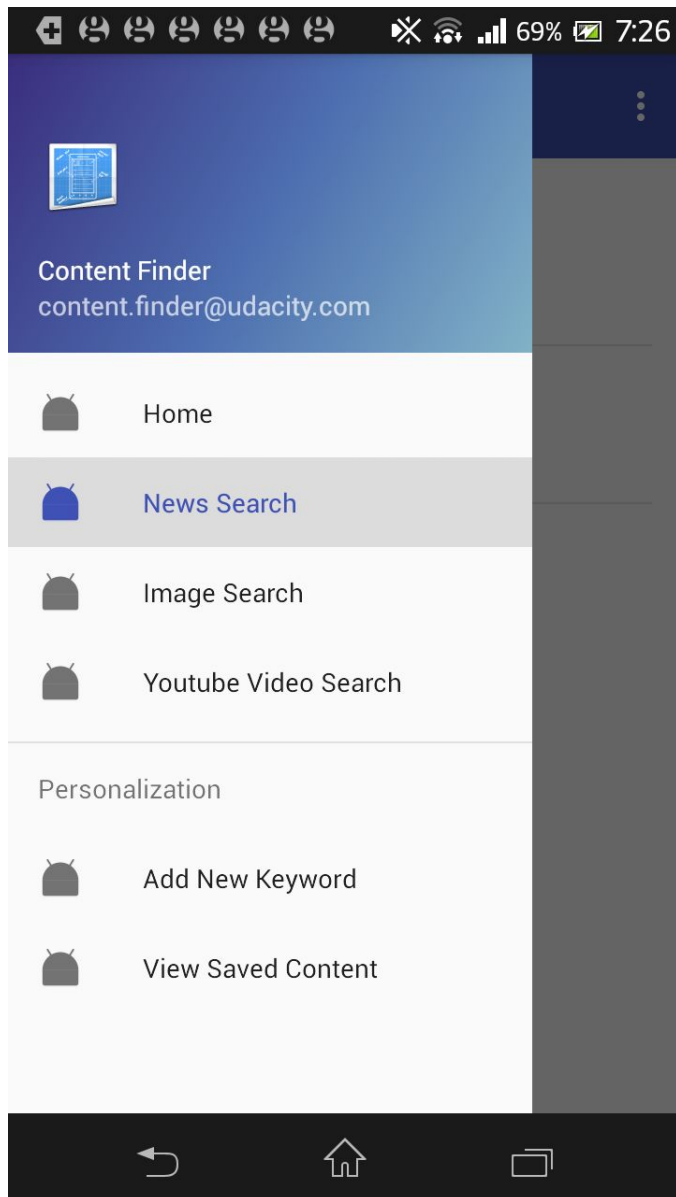 69% 7:26
Content Finder
content.finder@udacity.com
Home
News Search
Image Search
Youtube Video Search
Personalization
Add New Keyword
View Saved Content